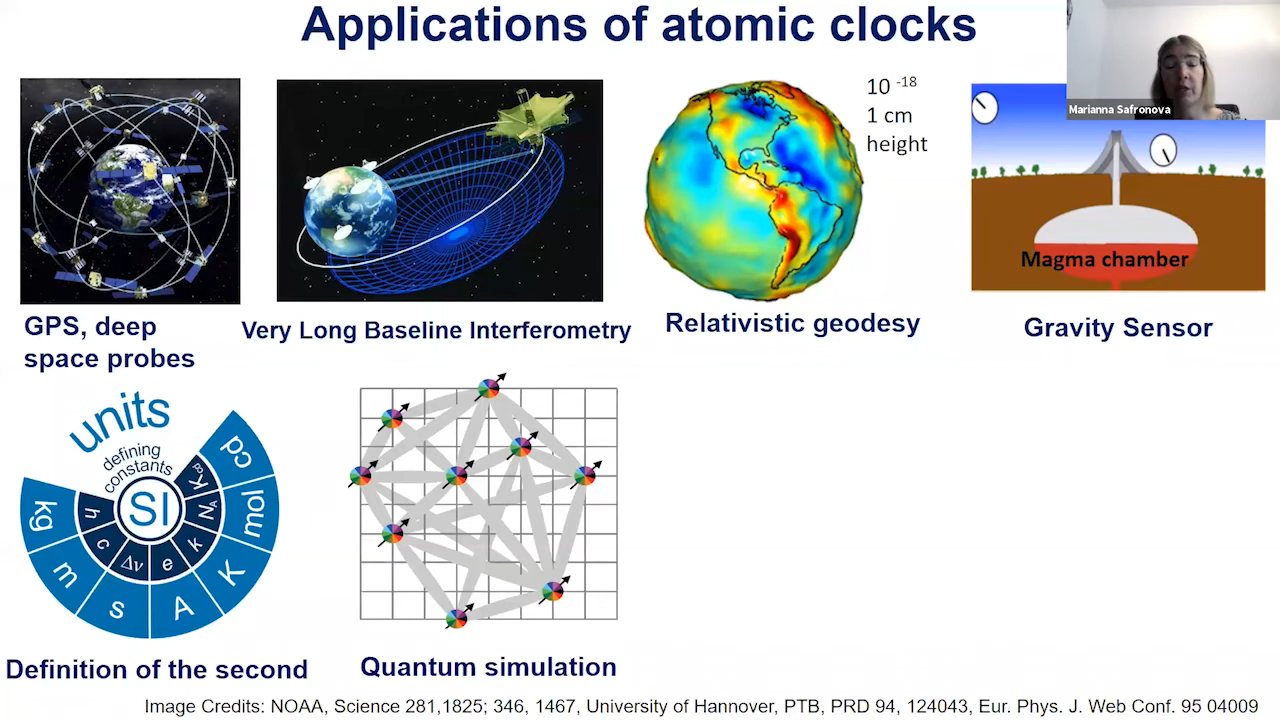 Applications of atomic clocks
10 -18
1 cm
height
Marianna Safronova
Magma chamber
GPS, deep
space probes
Very Long Baseline Interferometry
Relativistic geodesy
Gravity Sensor
units
defining
constants
SI
kg
m
s
A
K
mol
cd
h
c
Δν
e
k
NA
Kcd
Definition of the second
Quantum simulation
Image Credits: NOAA, Science 281,1825; 346, 1467, University of Hannover, PTB, PRD 94, 124043, Eur. Phys. J. Web Conf. 95 04009